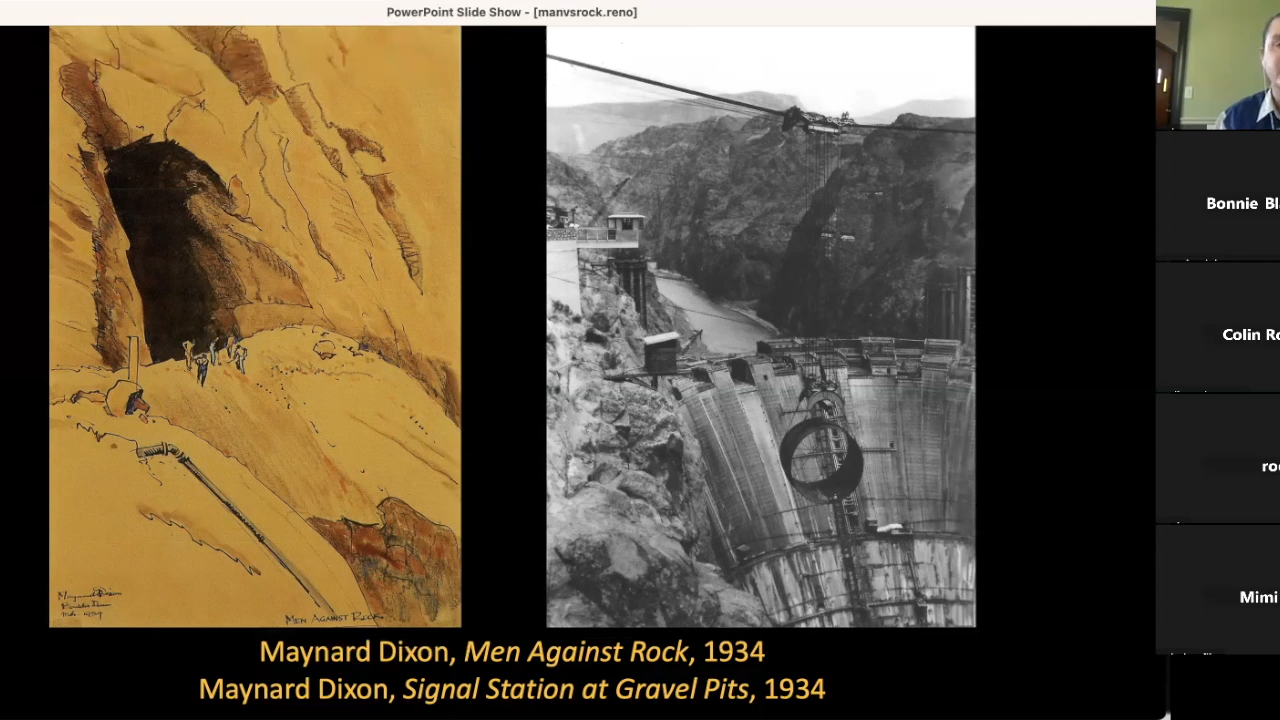 PowerPoint Slide Show - [manvsrock.reno]
Bonnie Bl
Colin Ro
ro
Mimi
MEN AGAINST ROCK
Maynard Dixon, Men Against Rock, 1934
Maynard Dixon, Signal Station at Gravel Pits, 1934